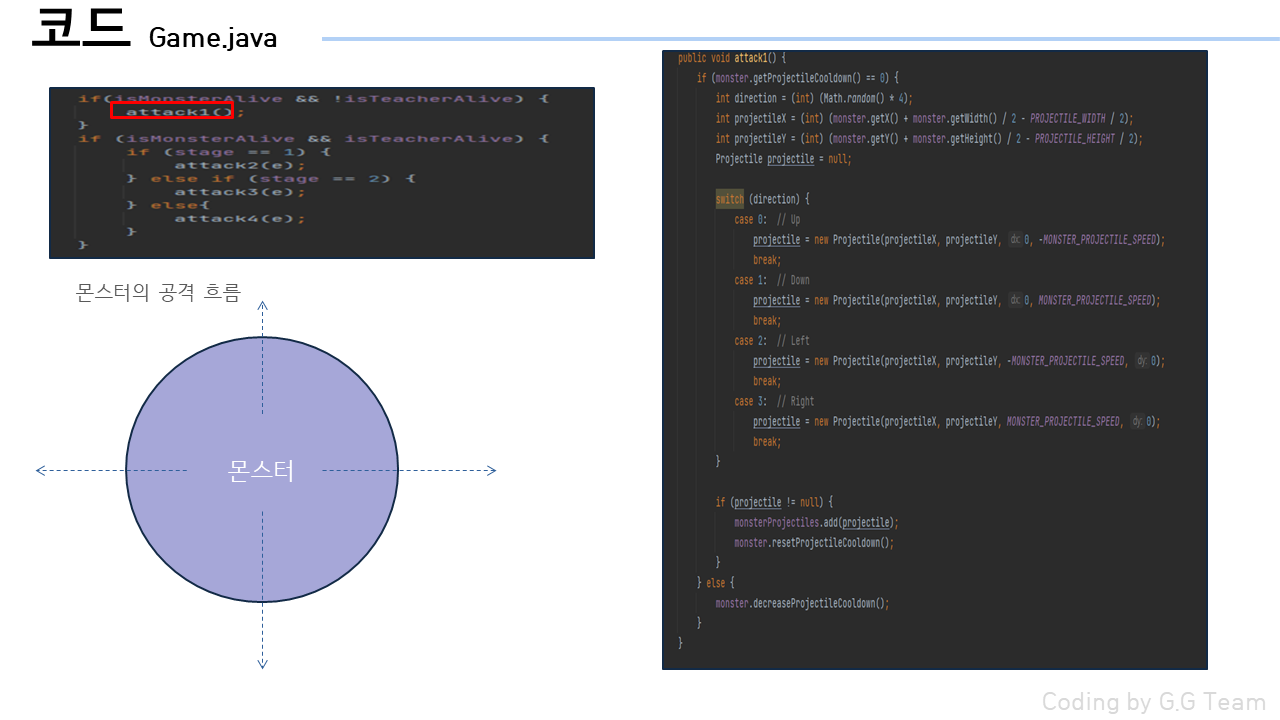 코드 Game.java
if(isMonsterAlive && !isTeacherAlive) {
attack1();
}
if (isMonsterAlive && isTeacherAlive) {
if (stage == 1) {
attack2(e);
} else if (stage == 2) {
attack3(e);
} else{
attack4(e);
}
}
몬스터의 공격 흐름
몬스터
public void attack1() {
if (monster.getProjectileCooldown() == 0) {
int direction = (int) (Math.random() * 4);
int projectileX = (int) (monster.getX() + monster.getWidth() / 2 - PROJECTILE_WIDTH / 2);
int projectileY = (int) (monster.getY() + monster.getHeight() / 2 - PROJECTILE_HEIGHT / 2);
Projectile projectile = null;
switch (direction) {
case 0: // Up
projectile = new Projectile(projectileX, projectileY, dx: 0, -MONSTER_PROJECTILE_SPEED);
break;
case 1: // Down
projectile = new Projectile(projectileX, projectileY, dx: 0, MONSTER_PROJECTILE_SPEED);
break;
case 2: // Left
projectile = new Projectile(projectileX, projectileY, -MONSTER_PROJECTILE_SPEED, dy: 0);
break;
case 3: // Right
projectile = new Projectile(projectileX, projectileY, MONSTER_PROJECTILE_SPEED, dy: 0);
break;
}
if (projectile != null) {
monsterProjectiles.add(projectile);
monster.resetProjectileCooldown();
}
} else {
monster.decreaseProjectileCooldown();
}
}
Coding by G.G Team